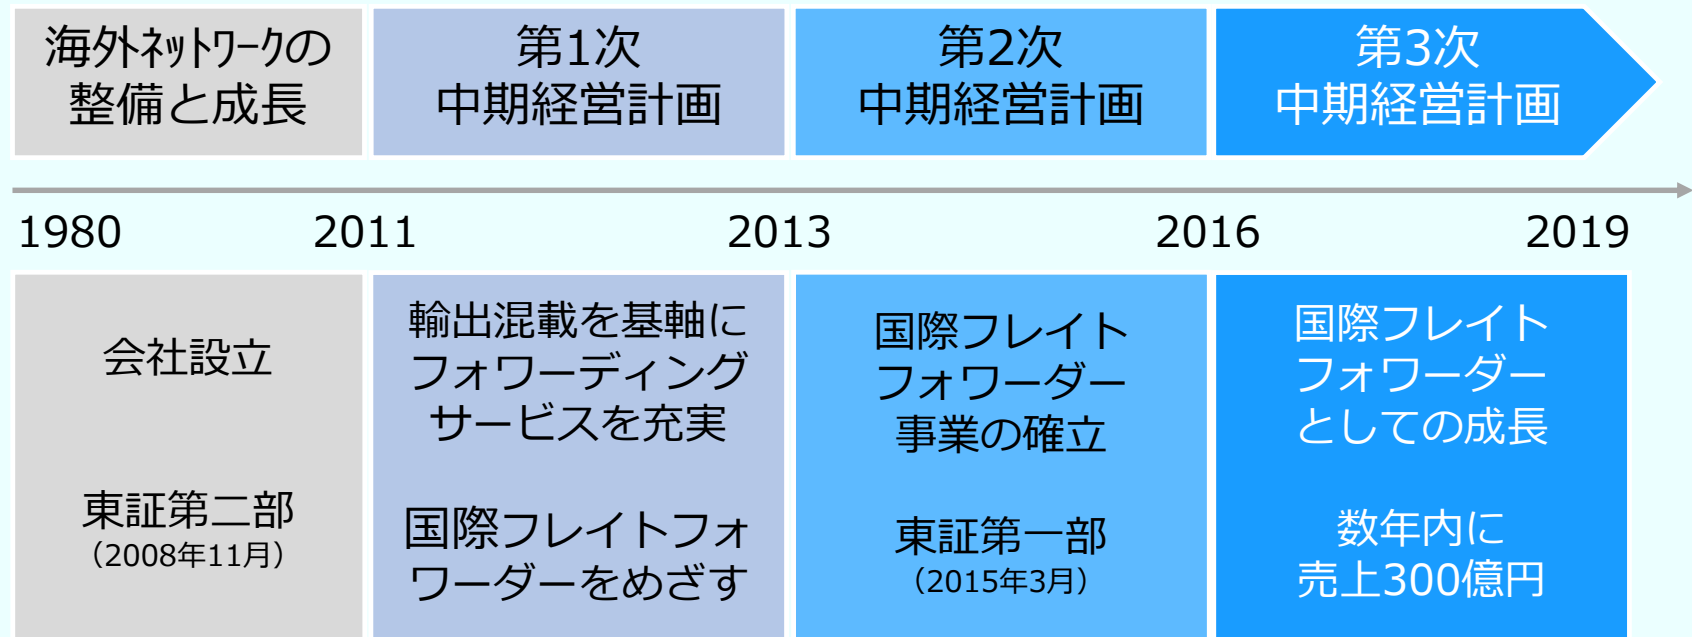 海外ﾈｯﾄﾜｰｸの
整備と成長
第1次
中期経営計画
第2次
中期経営計画
第3次
中期経営計画
1980
2011
2013
2016
2019
会社設立
東証第二部
（2008年11月）
輸出混載を基軸に
フォワーディング
サービスを充実
国際フレイトフォ
ワーダーをめざす
国際フレイト
フォワーダー
事業の確立
東証第一部
（2015年3月）
国際フレイト
フォワーダー
としての成長
数年内に
売上300億円